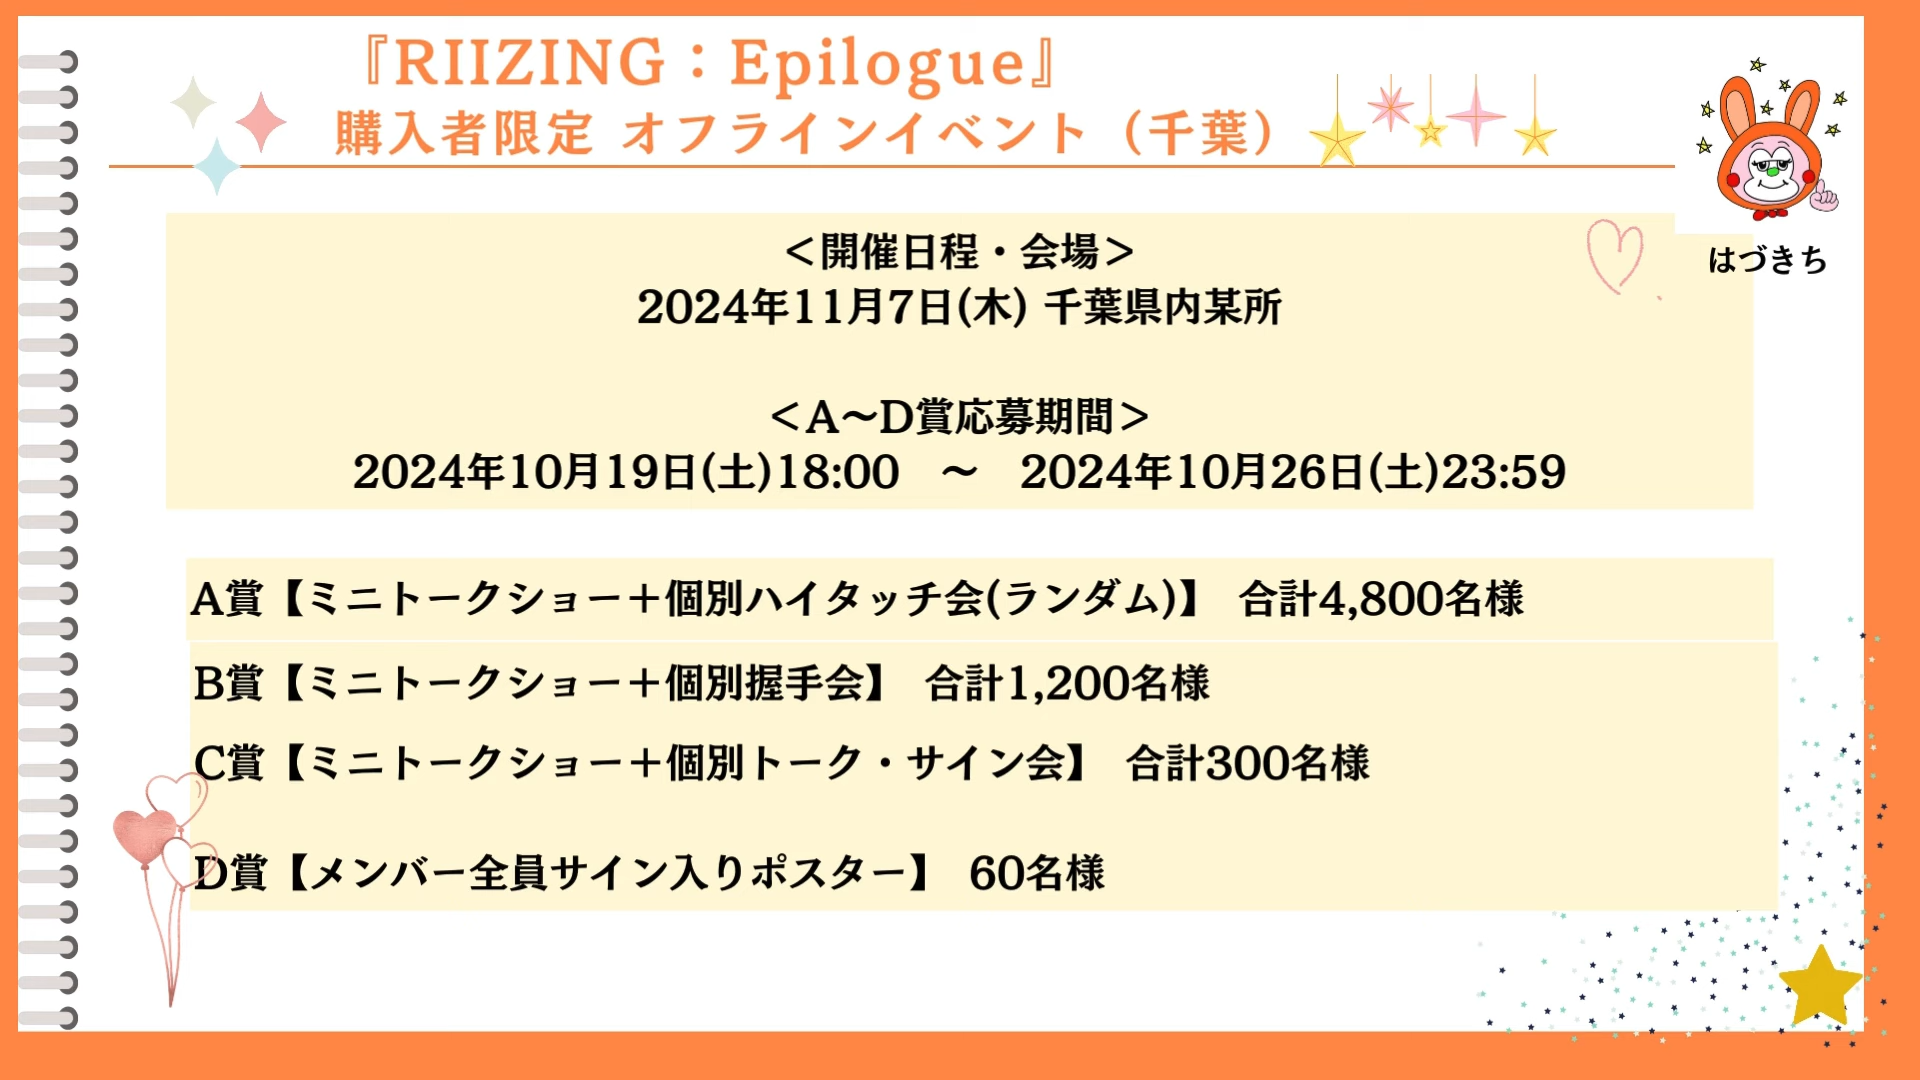 『RIIZING：Epilogue』
購入者限定 オフラインイベント（千葉）
はづきち
＜開催日程・会場＞
2024年11月7日(木) 千葉県内某所
＜A～D賞応募期間＞
2024年10月19日(土)18:00　～　2024年10月26日(土)23:59
A賞【ミニトークショー＋個別ハイタッチ会(ランダム)】 合計4,800名様
B賞【ミニトークショー＋個別握手会】 合計1,200名様
C賞【ミニトークショー＋個別トーク・サイン会】 合計300名様
D賞【メンバー全員サイン入りポスター】 60名様